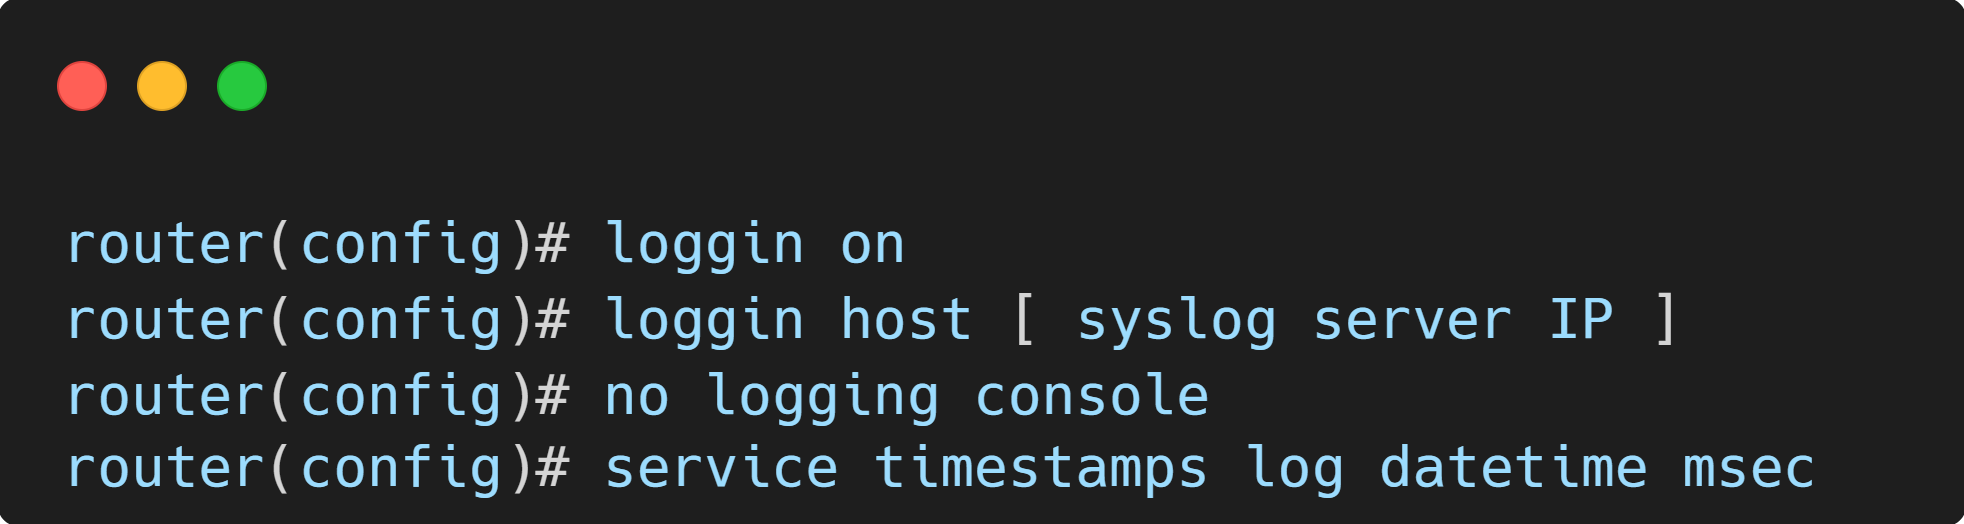 router(config)# loggin on
router(config)# loggin host [ syslog server IP ]
router(config)# no logging console
router(config)# service timestamps log datetime msec